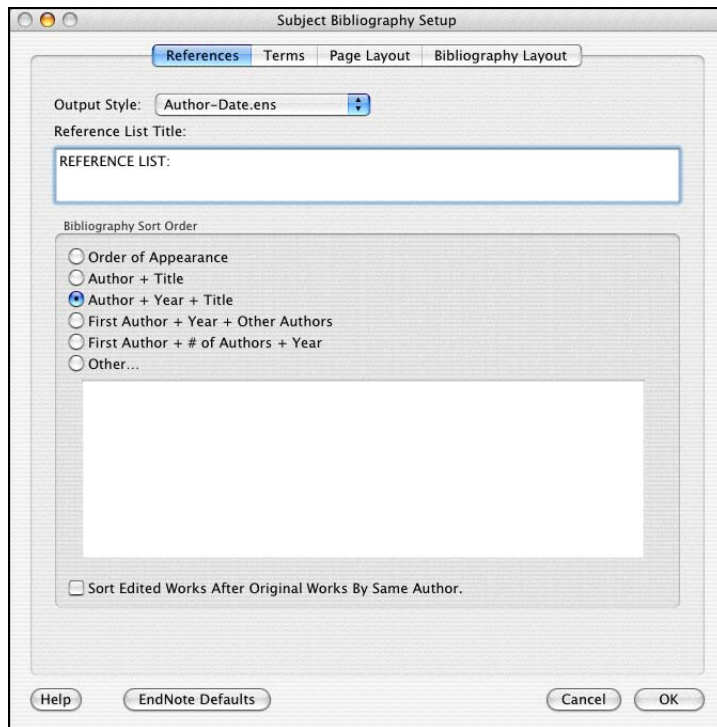 Subject Bibliography Setup
References Terms Page Layout Bibliography Layout
Output Style: Author-Date.ens
Reference List Title:
REFERENCE LIST:
Bibliography Sort Order
Order of Appearance
Author + Title
Author + Year + Title
First Author + Year + Other Authors
First Author + # of Authors + Year
Other...
Sort Edited Works After Original Works By Same Author.
Help EndNote Defaults Cancel OK